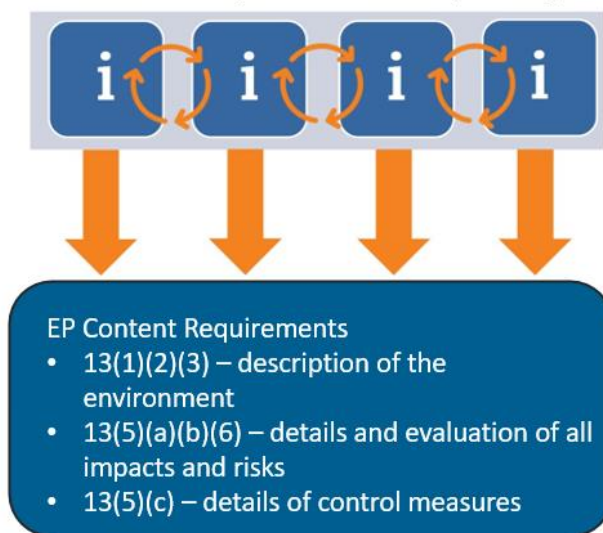 i i i i
EP Content Requirements
• 13(1)(2)(3) – description of the
environment
• 13(5)(a)(b)(6) – details and evaluation of all
impacts and risks
• 13(5)(c) – details of control measures